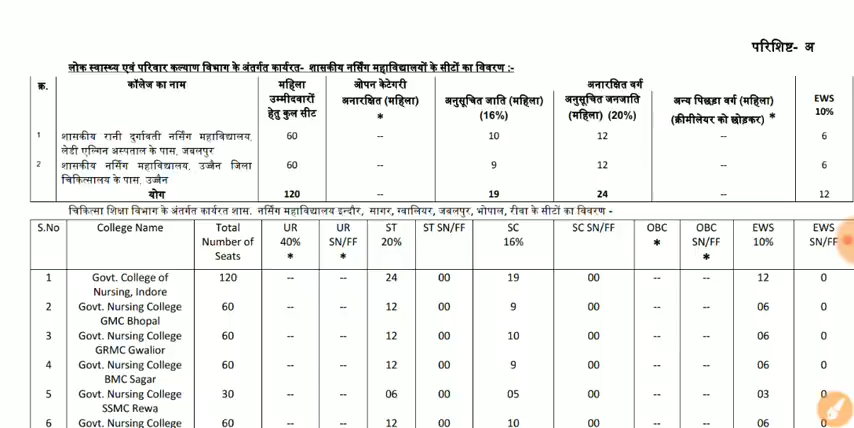 परिशिष्ट- अ
लोक स्वास्थ्य एवं परिवार कल्याण विभाग के अंतर्गत कार्यरत- शासकीय नर्सिंग महाविद्यालयों के सीटों का विवरण :-
क्र. कॉलेज का नाम महिला उम्मीदवारों हेतु कुल सीट ओपन केटेगरी अनारक्षित (महिला) * अनारक्षित वर्ग EWS 10%
अनुसूचित जाति (महिला) (16%) अनुसूचित जनजाति (महिला) (20%) अन्य पिछड़ा वर्ग (महिला) (क्रीमीलेयर को छोड़कर) *
1 शासकीय रानी दुर्गावती नर्सिंग महाविद्यालय, 60 -- 10 12 -- 6
लेडी एल्गिन अस्पताल के पास, जबलपुर
2 शासकीय नर्सिंग महाविद्यालय, उज्जैन जिला 60 -- 9 12 -- 6
चिकित्सालय के पास, उज्जैन
योग 120 -- 19 24 -- 12
चिकित्सा शिक्षा विभाग के अंतर्गत कार्यरत शास. नर्सिंग महाविद्यालय इन्दौर, सागर, ग्वालियर, जबलपुर, भोपाल, रीवा के सीटों का विवरण -
S.No College Name Total UR UR ST ST SN/FF SC SC SN/FF OBC OBC EWS EWS
Number of 40% SN/FF 20% 16% * SN/FF 10% SN/FF
Seats * * *
1 Govt. College of 120 -- -- 24 00 19 00 -- -- 12 0
Nursing, Indore
2 Govt. Nursing College 60 -- -- 12 00 9 00 -- -- 06 0
GMC Bhopal
3 Govt. Nursing College 60 -- -- 12 00 10 00 -- -- 06 0
GRMC Gwalior
4 Govt. Nursing College 60 -- -- 12 00 9 00 -- -- 06 0
BMC Sagar
5 Govt. Nursing College 30 -- -- 06 00 05 00 -- -- 03 0
SSMC Rewa
6 Govt. Nursing College 60 -- -- 12 00 10 00 -- -- 06 0